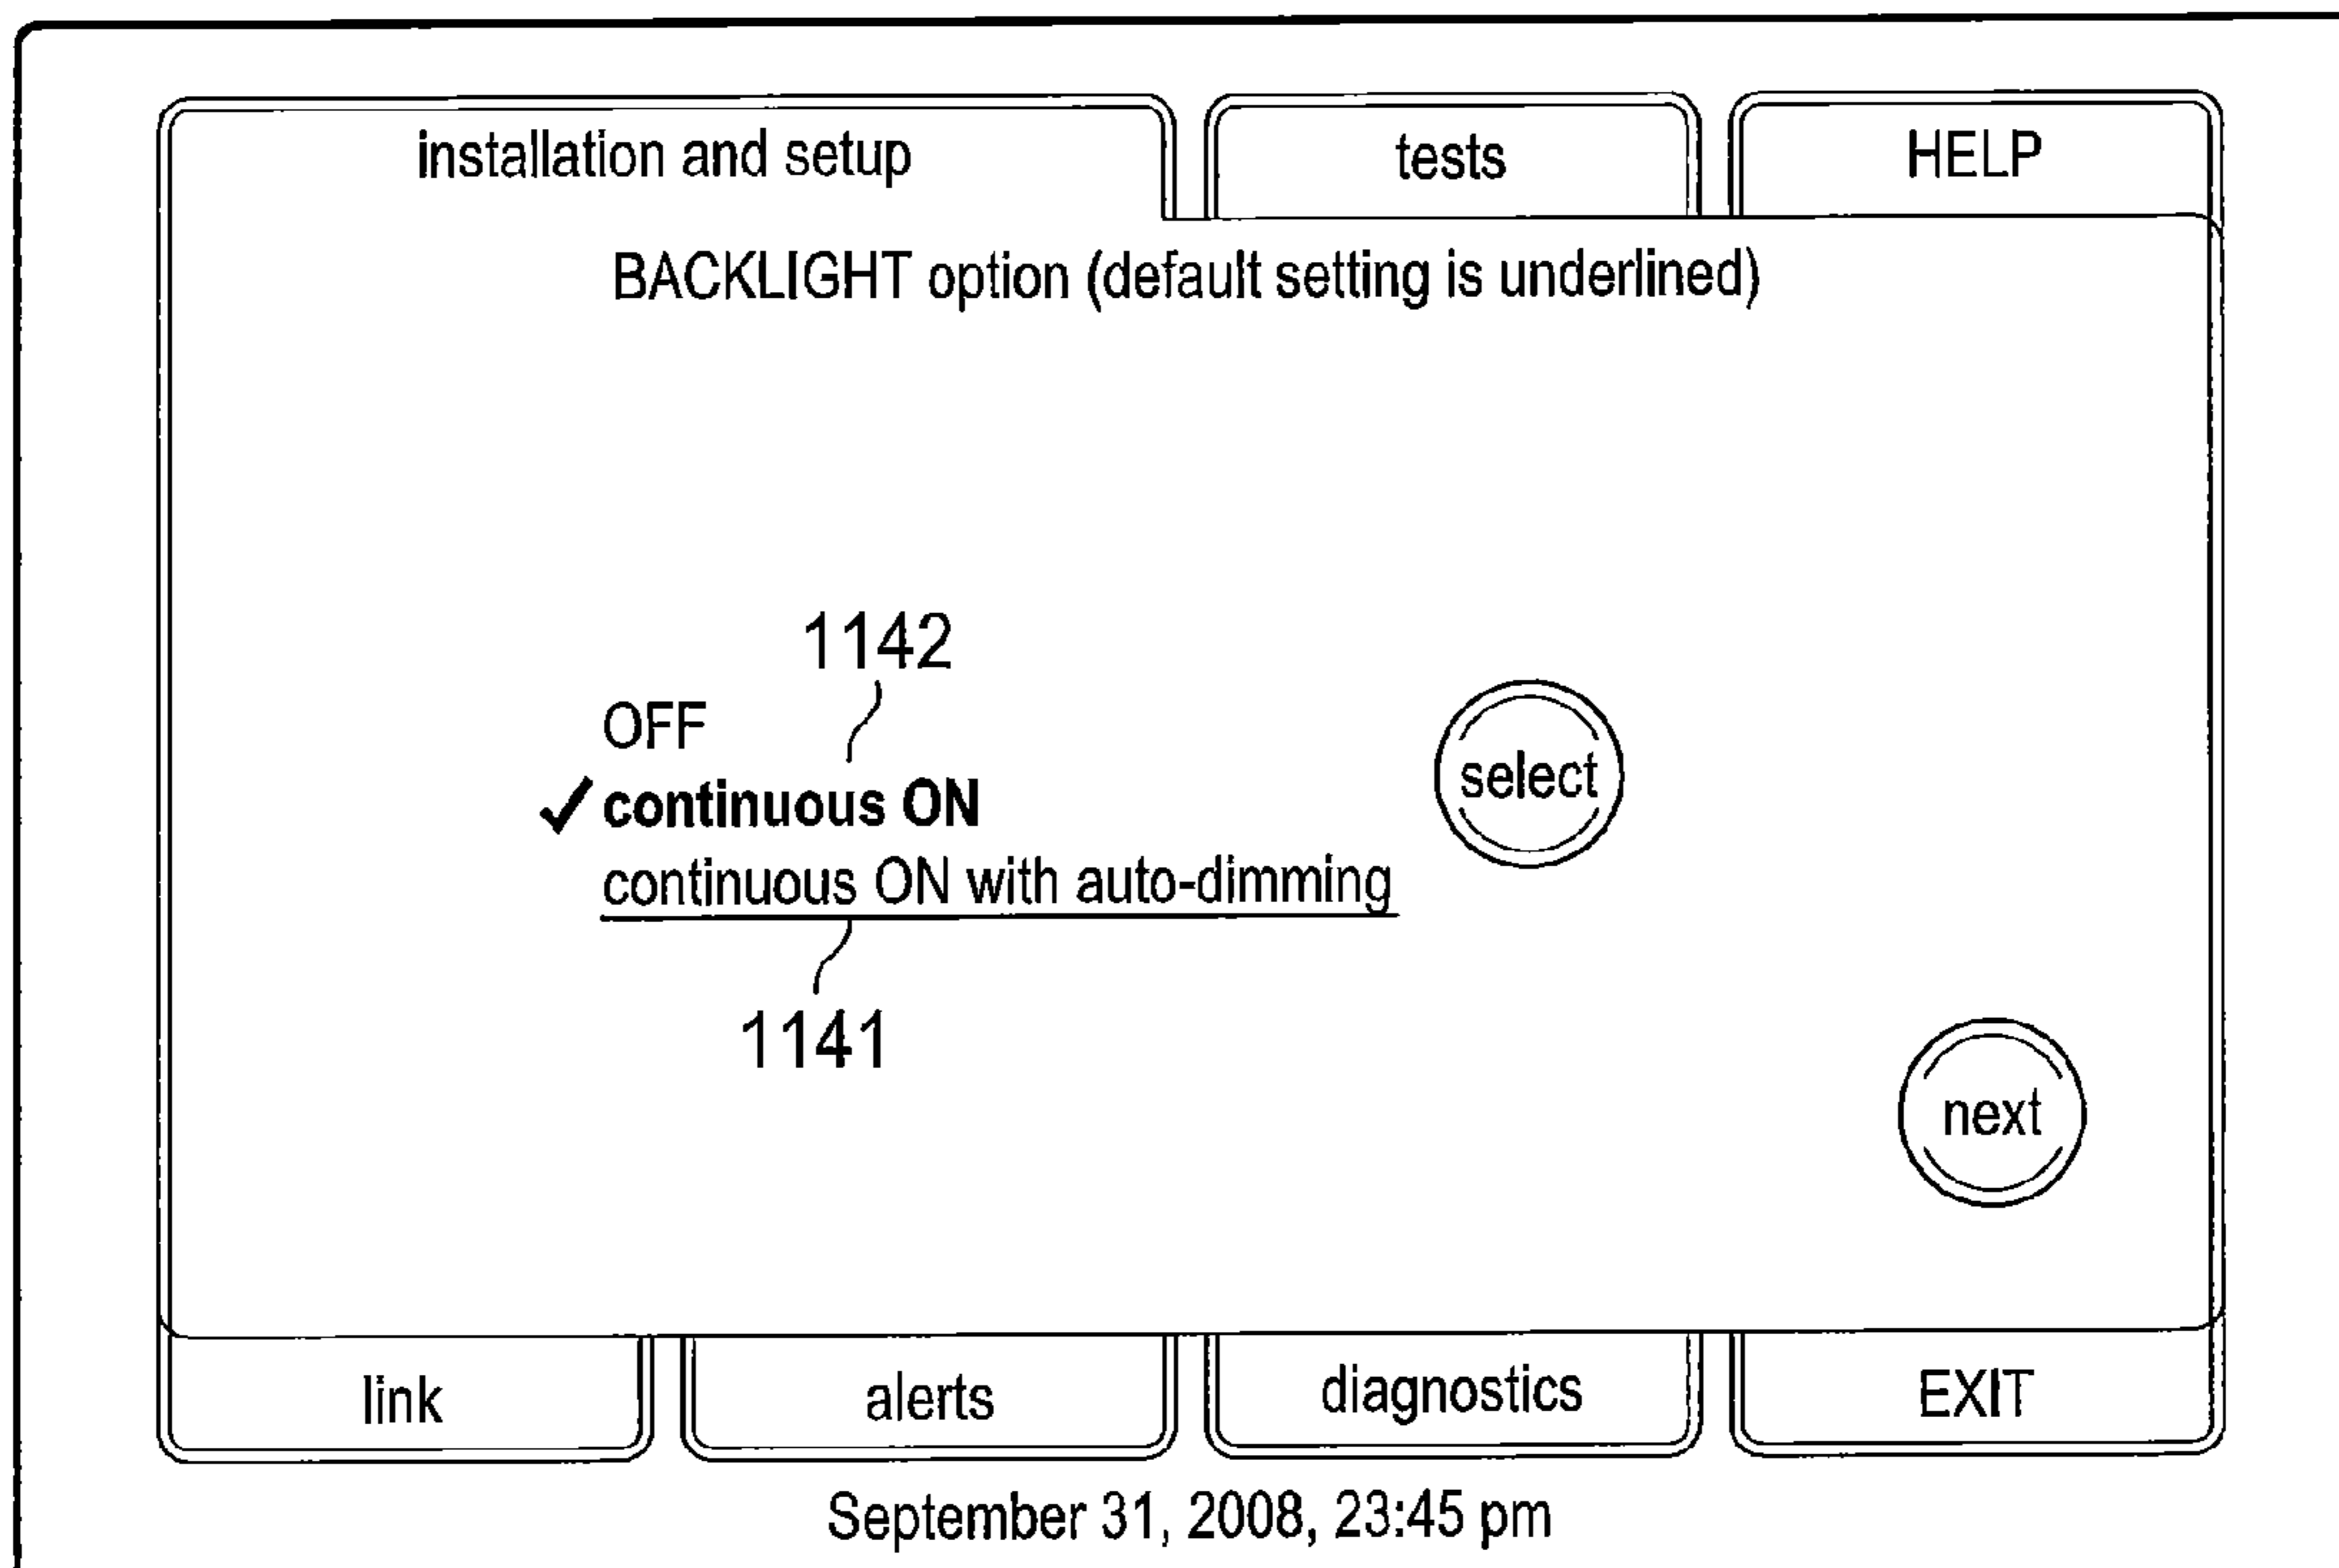 installation and setup
tests
HELP
BACKLIGHT option (default setting is underlined)
1142
OFF
✓ continuous ON
continuous ON with auto-dimming
1141
select
next
link
alerts
diagnostics
EXIT
September 31, 2008, 23:45 pm